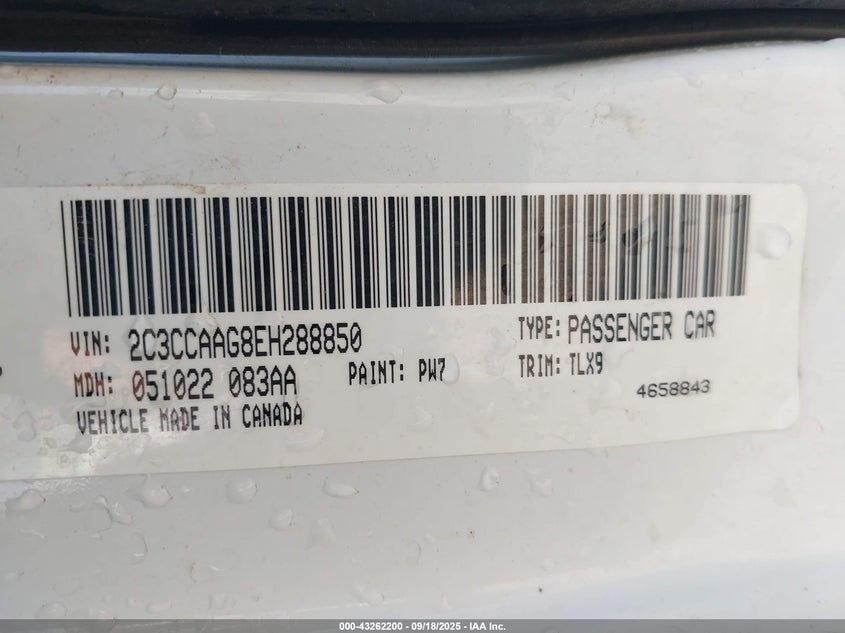 VIN: 2C3CCAAG8EH288850
TYPE: PASSENGER CAR
MDH: 051022 083AA
PAINT: PW7
TRIM: TLX9
VEHICLE MADE IN CANADA
4658843
000-43262200 - 09/18/2025 - IAA Inc.